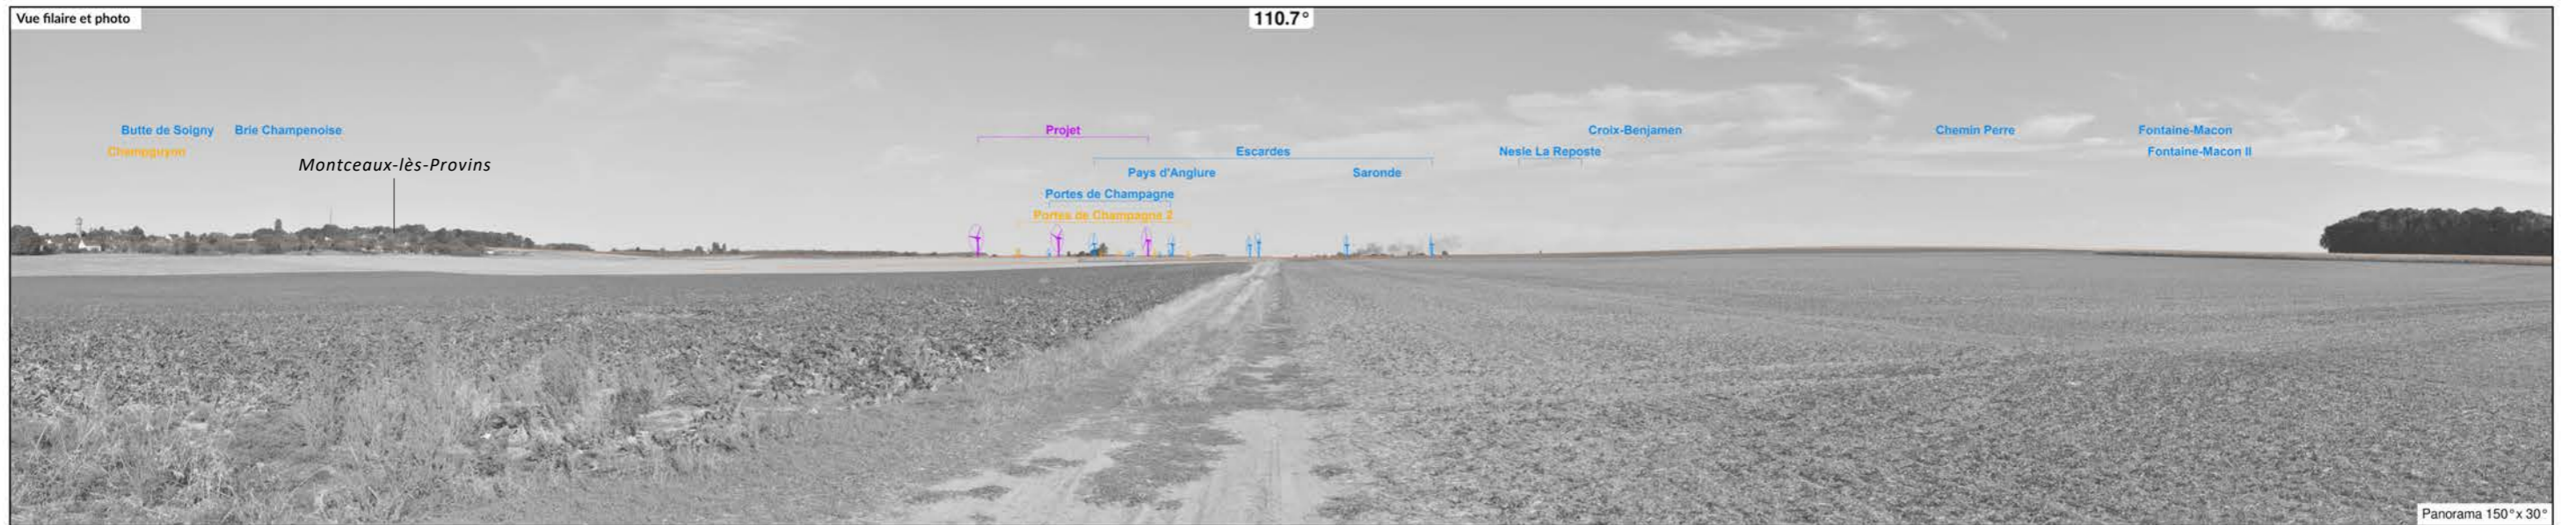 Vue filaire et photo
110.7°
Butte de Soigny
Brie Champenoise
Projet
Croix-Benjamen
Chemin Perre
Fontaine-Macon
Champguyon
Escardes
Nesle La Reposte
Fontaine-Macon II
Montceaux-lès-Provins
Pays d'Anglure
Saronde
Portes de Champagne
Portes de Champagne 2
Panorama 150°x 30°